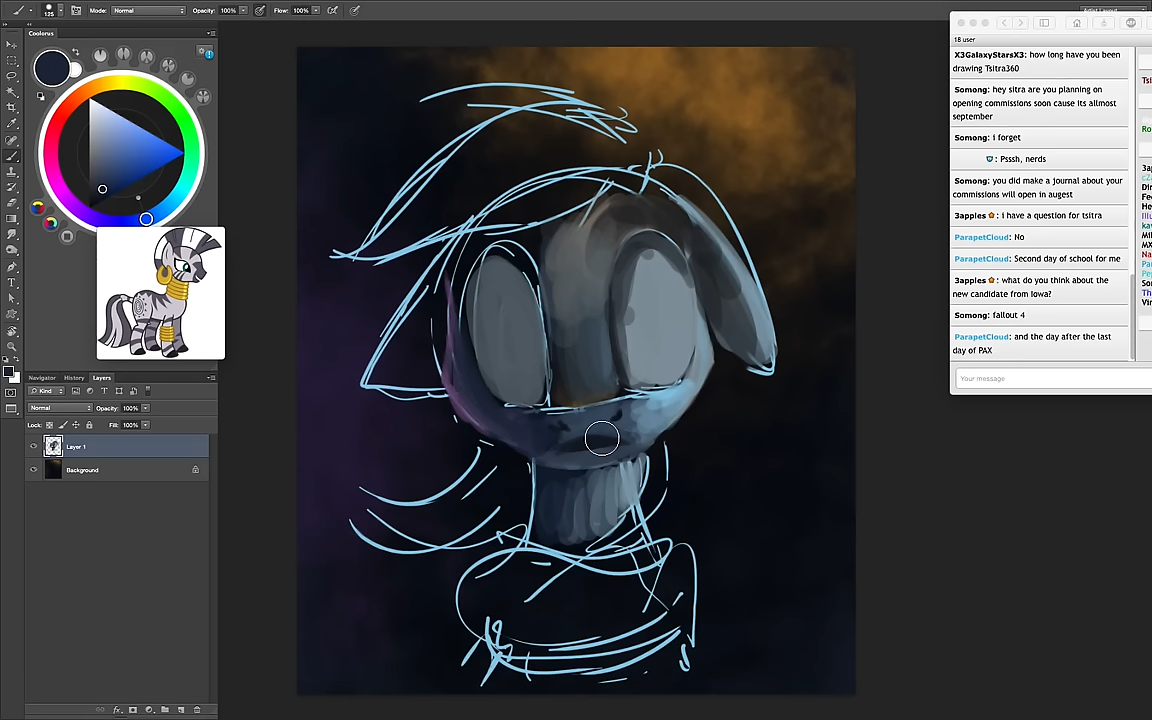 125
Mode: Normal
Opacity: 100%
Flow: 100%
Artist Layout
Coolorus
Navigator History Layers
Kind
Normal
Opacity: 100%
Lock:
Fill: 100%
Layer 1
Background
fx
18 user
X3GalaxyStarsX3: how long have you been
drawing Tsitra360
Somong: hey sitra are you planning on
opening commissions soon cause its allmost
september
Somong: i forget
: Psssh, nerds
Somong: you did make a journal about your
commissions will open in augest
3apples : i have a question for tsitra
ParapetCloud: No
ParapetCloud: Second day of school for me
3apples : what do you think about the
new candidate from Iowa?
Somong: fallout 4
ParapetCloud: and the day after the last
day of PAX
Your message